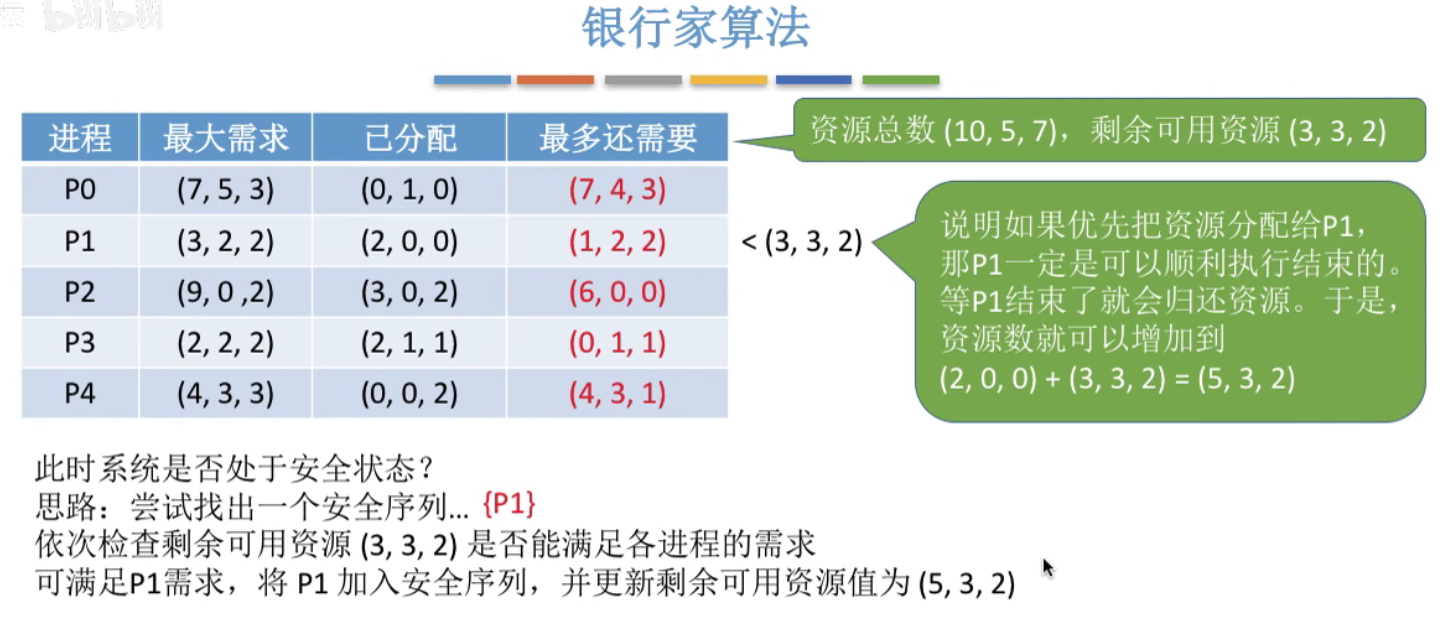 bilibili
银行家算法
资源总数 (10, 5, 7)，剩余可用资源 (3, 3, 2)
进程 最大需求 已分配 最多还需要
P0 (7, 5, 3) (0, 1, 0) (7, 4, 3)
P1 (3, 2, 2) (2, 0, 0) (1, 2, 2) < (3, 3, 2)
P2 (9, 0 ,2) (3, 0, 2) (6, 0, 0)
P3 (2, 2, 2) (2, 1, 1) (0, 1, 1)
P4 (4, 3, 3) (0, 0, 2) (4, 3, 1)
说明如果优先把资源分配给P1，
那P1一定是可以顺利执行结束的。
等P1结束了就会归还资源。于是，
资源数就可以增加到
(2, 0, 0) + (3, 3, 2) = (5, 3, 2)
此时系统是否处于安全状态？
思路：尝试找出一个安全序列... {P1}
依次检查剩余可用资源 (3, 3, 2) 是否能满足各进程的需求
可满足P1需求，将 P1 加入安全序列，并更新剩余可用资源值为 (5, 3, 2)